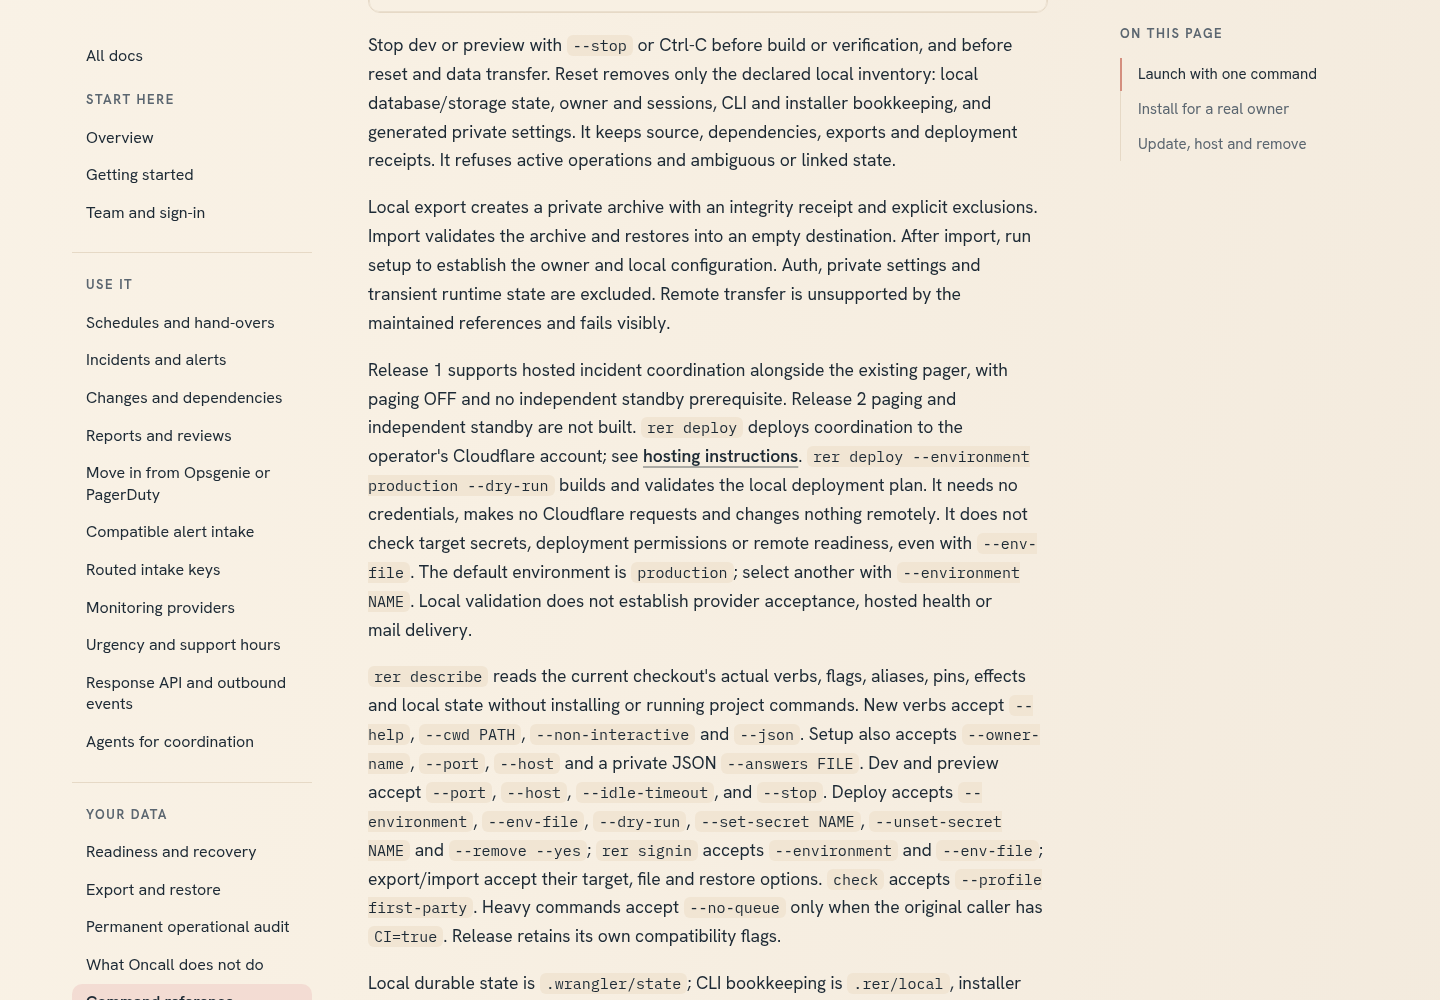 All docs
START HERE
Overview
Getting started
Team and sign-in
USE IT
Schedules and hand-overs
Incidents and alerts
Changes and dependencies
Reports and reviews
Move in from Opsgenie or
PagerDuty
Compatible alert intake
Routed intake keys
Monitoring providers
Urgency and support hours
Response API and outbound
events
Agents for coordination
YOUR DATA
Readiness and recovery
Export and restore
Permanent operational audit
What Oncall does not do
Command reference
Stop dev or preview with --stop or Ctrl-C before build or verification, and before
reset and data transfer. Reset removes only the declared local inventory: local
database/storage state, owner and sessions, CLI and installer bookkeeping, and
generated private settings. It keeps source, dependencies, exports and deployment
receipts. It refuses active operations and ambiguous or linked state.
Local export creates a private archive with an integrity receipt and explicit exclusions.
Import validates the archive and restores into an empty destination. After import, run
setup to establish the owner and local configuration. Auth, private settings and
transient runtime state are excluded. Remote transfer is unsupported by the
maintained references and fails visibly.
Release 1 supports hosted incident coordination alongside the existing pager, with
paging OFF and no independent standby prerequisite. Release 2 paging and
independent standby are not built. rer deploy deploys coordination to the
operator's Cloudflare account; see hosting instructions. rer deploy --environment
production --dry-run builds and validates the local deployment plan. It needs no
credentials, makes no Cloudflare requests and changes nothing remotely. It does not
check target secrets, deployment permissions or remote readiness, even with --env-
file. The default environment is production; select another with --environment
NAME. Local validation does not establish provider acceptance, hosted health or
mail delivery.
rer describe reads the current checkout's actual verbs, flags, aliases, pins, effects
and local state without installing or running project commands. New verbs accept --
help, --cwd PATH, --non-interactive and --json. Setup also accepts --owner-
name, --port, --host and a private JSON --answers FILE. Dev and preview
accept --port, --host, --idle-timeout, and --stop. Deploy accepts --
environment, --env-file, --dry-run, --set-secret NAME, --unset-secret
NAME and --remove --yes; rer signin accepts --environment and --env-file;
export/import accept their target, file and restore options. check accepts --profile
first-party. Heavy commands accept --no-queue only when the original caller has
CI=true. Release retains its own compatibility flags.
Local durable state is .wrangler/state; CLI bookkeeping is .rer/local, installer
ON THIS PAGE
Launch with one command
Install for a real owner
Update, host and remove